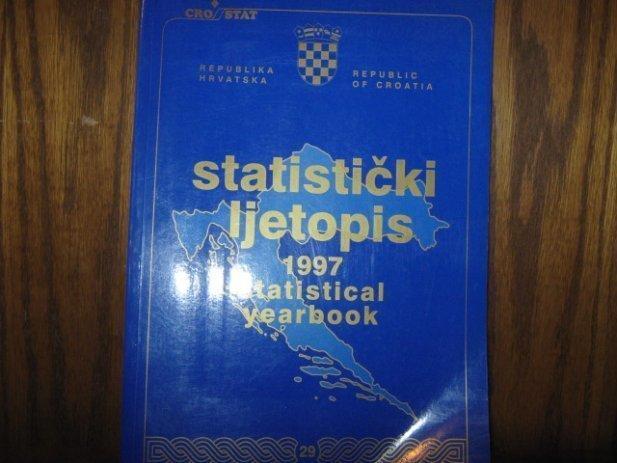 CRO STAT
REPUBLIKA
HRVATSKA
REPUBLIC
OF CROATIA
statistički
ljetopis
1997
statistical
yearbook
29